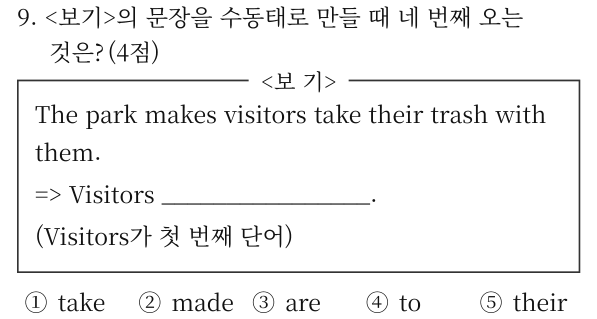 9. <보기>의 문장을 수동태로 만들 때 네 번째 오는
것은? (4점)
<보 기>
The park makes visitors take their trash with
them.
=> Visitors __________________.
(Visitors가 첫 번째 단어)
① take ② made ③ are ④ to ⑤ their